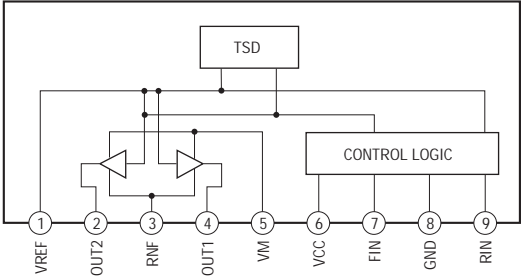 TSD
CONTROL LOGIC
1 2 3 4 5 6 7 8 9
VREF OUT2 RNF OUT1 VM VCC FIN GND RIN